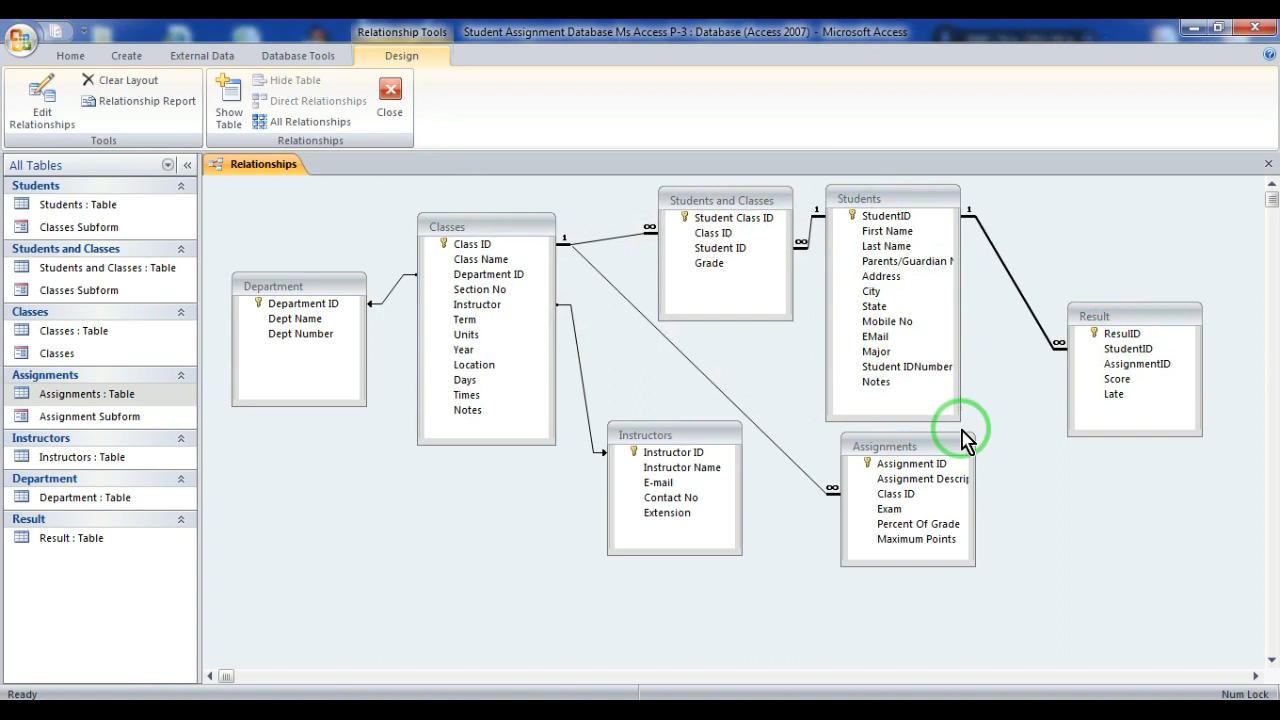 Relationship Tools
Student Assignment Database Ms Access P-3 : Database (Access 2007) - Microsoft Access
Home
Create
External Data
Database Tools
Design
Edit Relationships
Clear Layout
Relationship Report
Tools
Show Table
Hide Table
Direct Relationships
All Relationships
Close
Relationships
All Tables
Students
Students : Table
Classes Subform
Students and Classes
Students and Classes : Table
Classes Subform
Classes
Classes : Table
Classes
Assignments
Assignments : Table
Assignment Subform
Instructors
Instructors : Table
Department
Department : Table
Result
Result : Table
Relationships
Department
Department ID
Dept Name
Dept Number
Classes
Class ID
Class Name
Department ID
Section No
Instructor
Term
Units
Year
Location
Days
Times
Notes
1
∞
Students and Classes
Student Class ID
Class ID
Student ID
Grade
∞
1
Students
StudentID
First Name
Last Name
Parents/Guardian N
Address
City
State
Mobile No
EMail
Major
Student IDNumber
Notes
1
∞
Result
ResulID
StudentID
AssignmentID
Score
Late
Instructors
Instructor ID
Instructor Name
E-mail
Contact No
Extension
∞
Assignments
Assignment ID
Assignment Descrip
Class ID
Exam
Percent Of Grade
Maximum Points
Ready
Num Lock